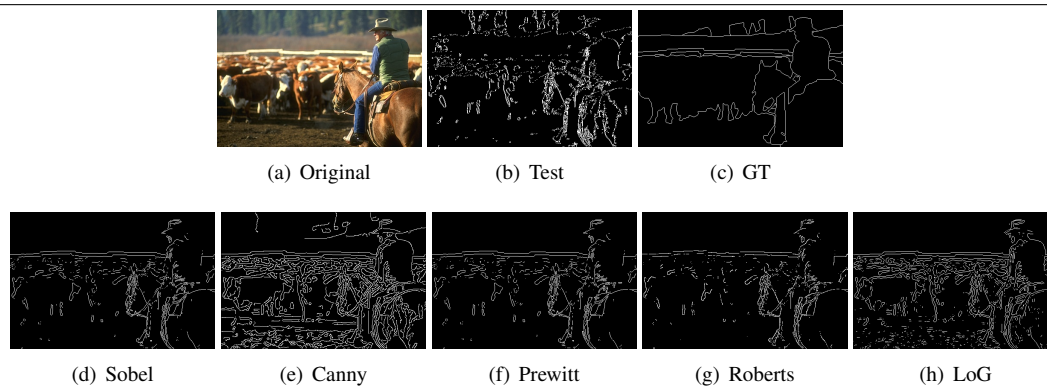 (a) Original
(b) Test
(c) GT
(d) Sobel
(e) Canny
(f) Prewitt
(g) Roberts
(h) LoG